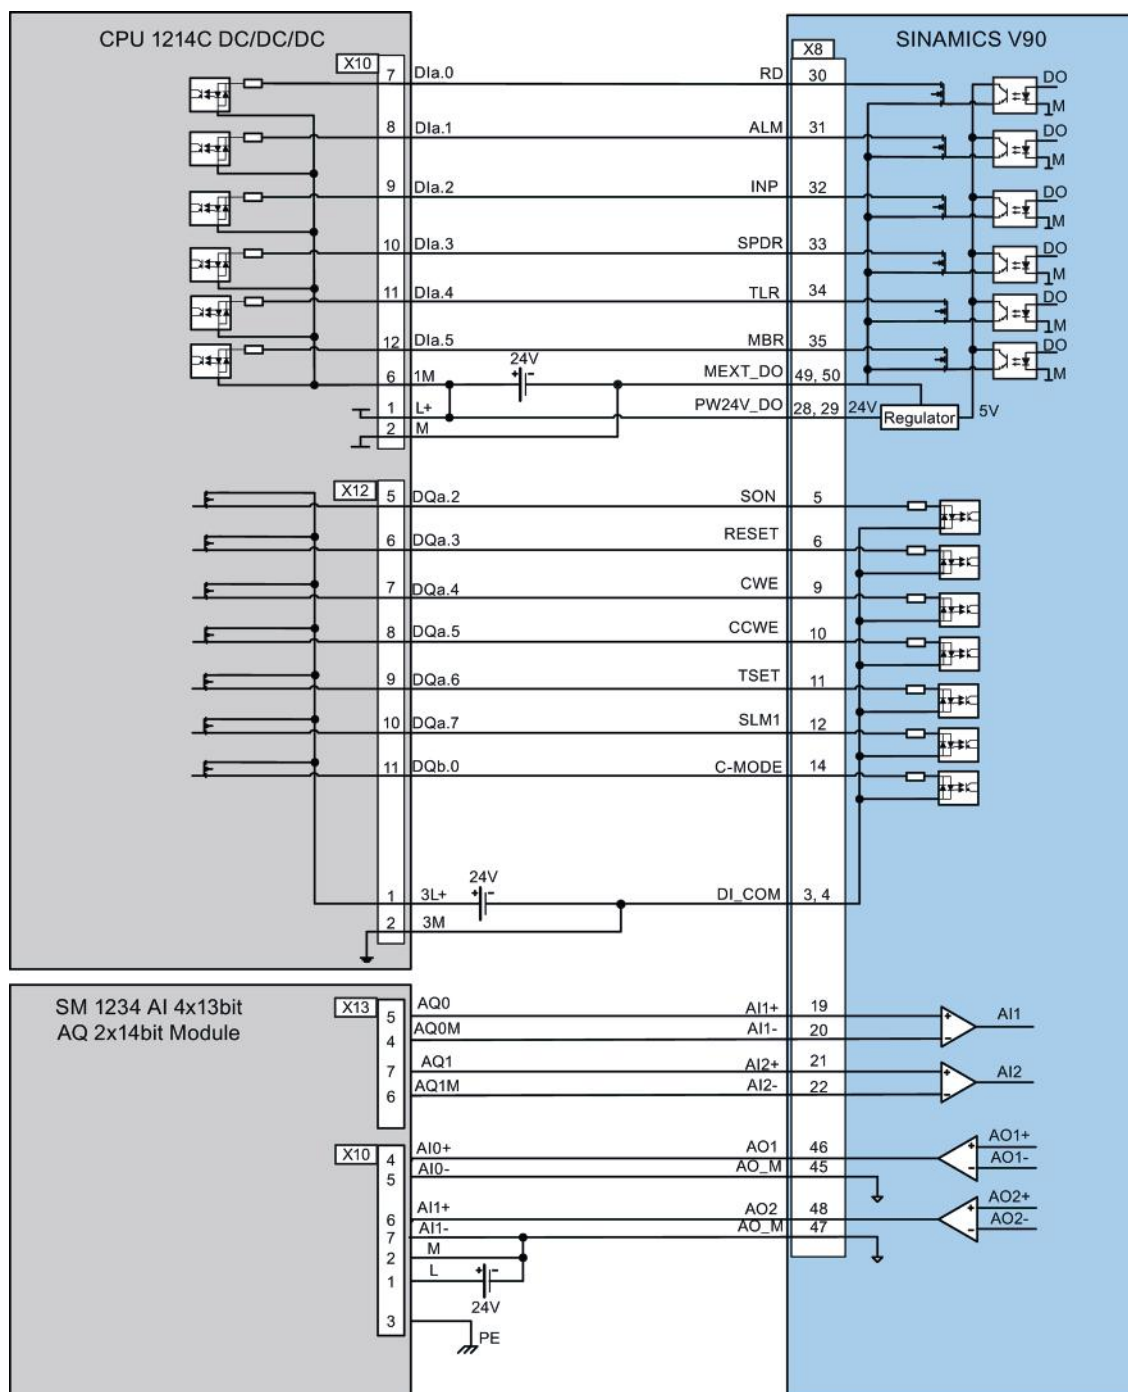 CPU 1214C DC/DC/DC
SINAMICS V90
X10
X8
7 DIa.0 RD 30 DO
M
8 DIa.1 ALM 31 DO
M
9 DIa.2 INP 32 DO
M
10 DIa.3 SPDR 33 DO
M
11 DIa.4 TLR 34 DO
M
12 DIa.5 MBR 35 DO
M
24V
+ -
6 1M MEXT_DO 49, 50
1 L+ PW24V_DO 28, 29 24V Regulator 5V
2 M
X12
5 DQa.2 SON 5
6 DQa.3 RESET 6
7 DQa.4 CWE 9
8 DQa.5 CCWE 10
9 DQa.6 TSET 11
10 DQa.7 SLM1 12
11 DQb.0 C-MODE 14
24V
+ -
1 3L+ DI_COM 3, 4
2 3M
SM 1234 AI 4x13bit
AQ 2x14bit Module
X13
5 AQ0 AI1+ 19 + AI1
4 AQ0M AI1- 20 -
7 AQ1 AI2+ 21 + AI2
6 AQ1M AI2- 22 -
X10
4 AI0+ AO1 46 + AO1+
5 AI0- AO_M 45 - AO1-
6 AI1+ AO2 48 + AO2+
7 AI1- AO_M 47 - AO2-
2 M
1 L + -
24V
3 PE